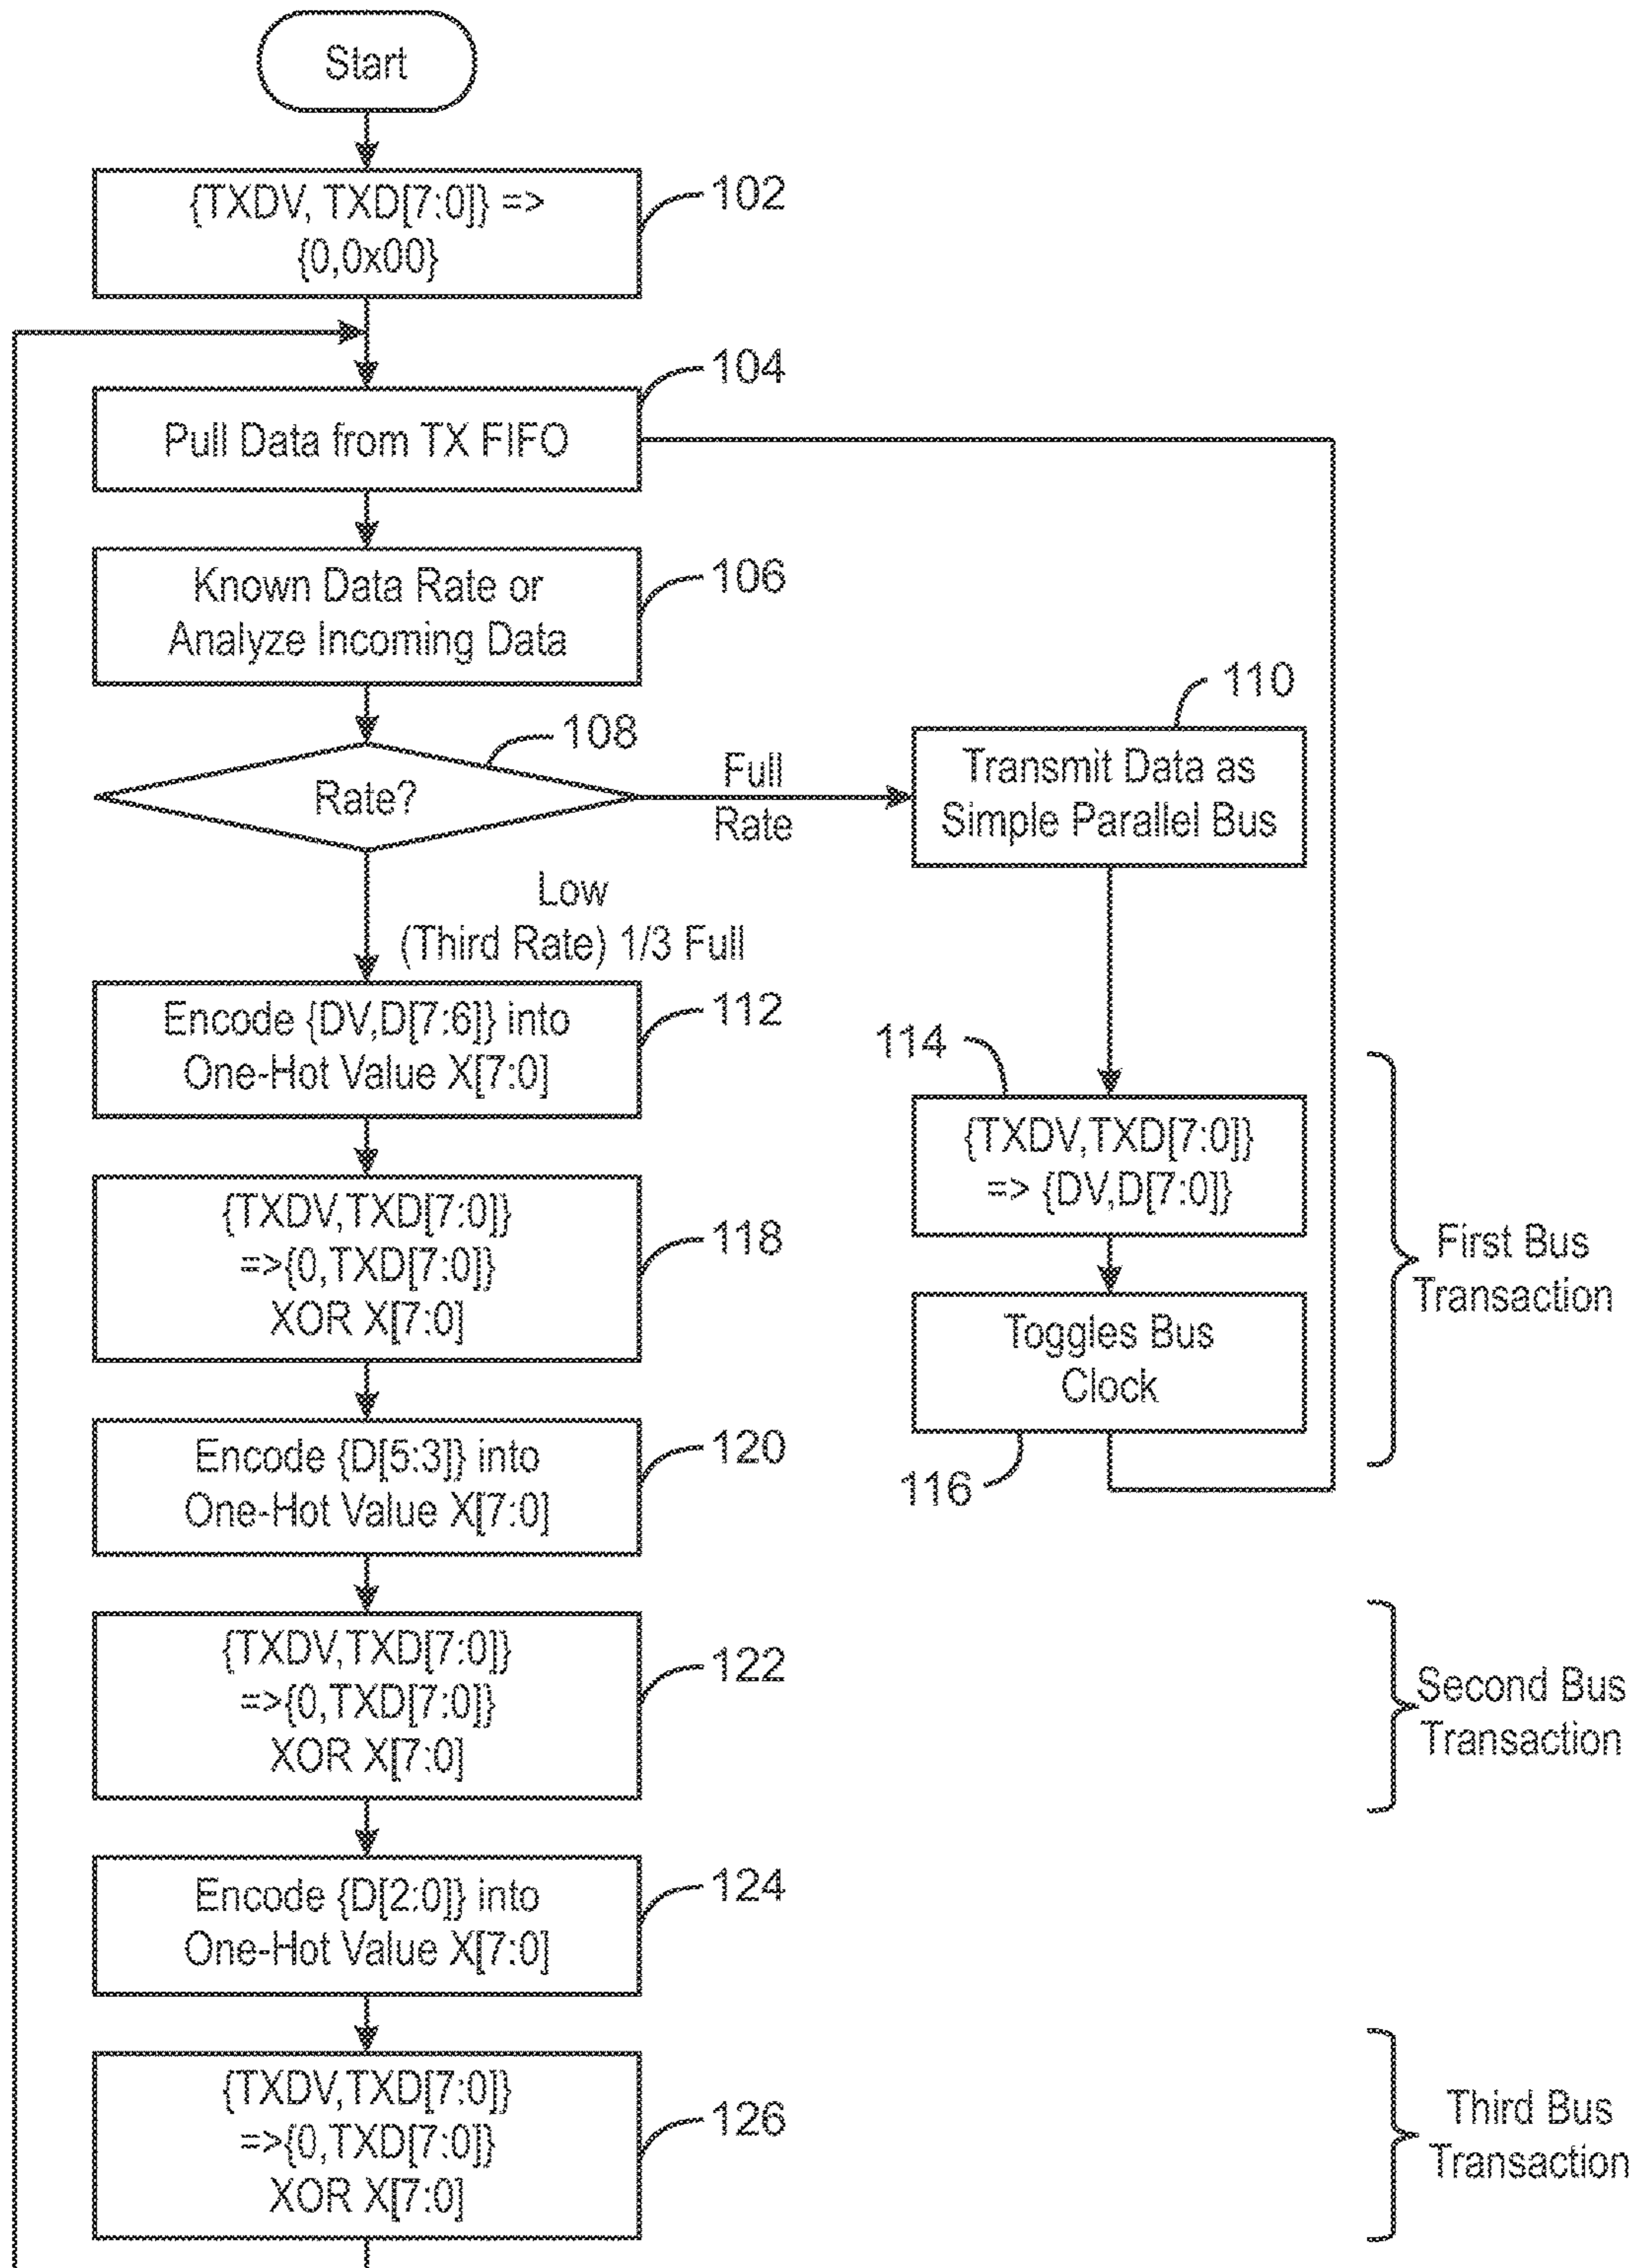 Start
{TXDV, TXD[7:0]} =>
{0,0x00}
102
Pull Data from TX FIFO
104
Known Data Rate or
Analyze Incoming Data
106
Rate?
108
Full
Rate
110
Transmit Data as
Simple Parallel Bus
Low
(Third Rate) 1/3 Full
Encode {DV,D[7:6]} into
One-Hot Value X[7:0]
112
114
{TXDV,TXD[7:0]}
=> {DV,D[7:0]}
{TXDV,TXD[7:0]}
=>{0,TXD[7:0]}
XOR X[7:0]
118
Toggles Bus
Clock
116
First Bus
Transaction
Encode {D[5:3]} into
One-Hot Value X[7:0]
120
{TXDV,TXD[7:0]}
=>{0,TXD[7:0]}
XOR X[7:0]
122
Second Bus
Transaction
Encode {D[2:0]} into
One-Hot Value X[7:0]
124
{TXDV,TXD[7:0]}
=>{0,TXD[7:0]}
XOR X[7:0]
126
Third Bus
Transaction